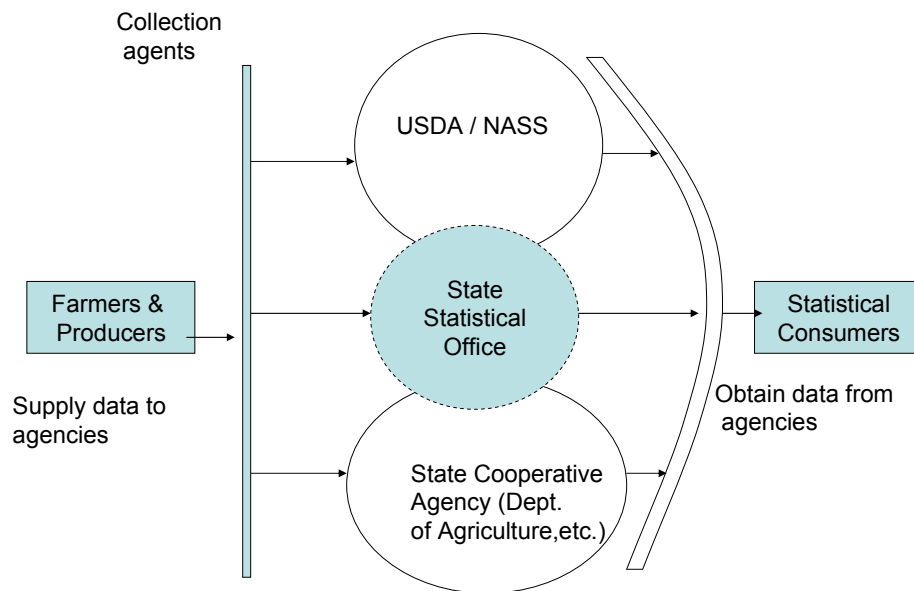 Collection
agents
USDA / NASS
Farmers &
Producers
State
Statistical
Office
Statistical
Consumers
Supply data to
agencies
Obtain data from
agencies
State Cooperative
Agency (Dept.
of Agriculture,etc.)